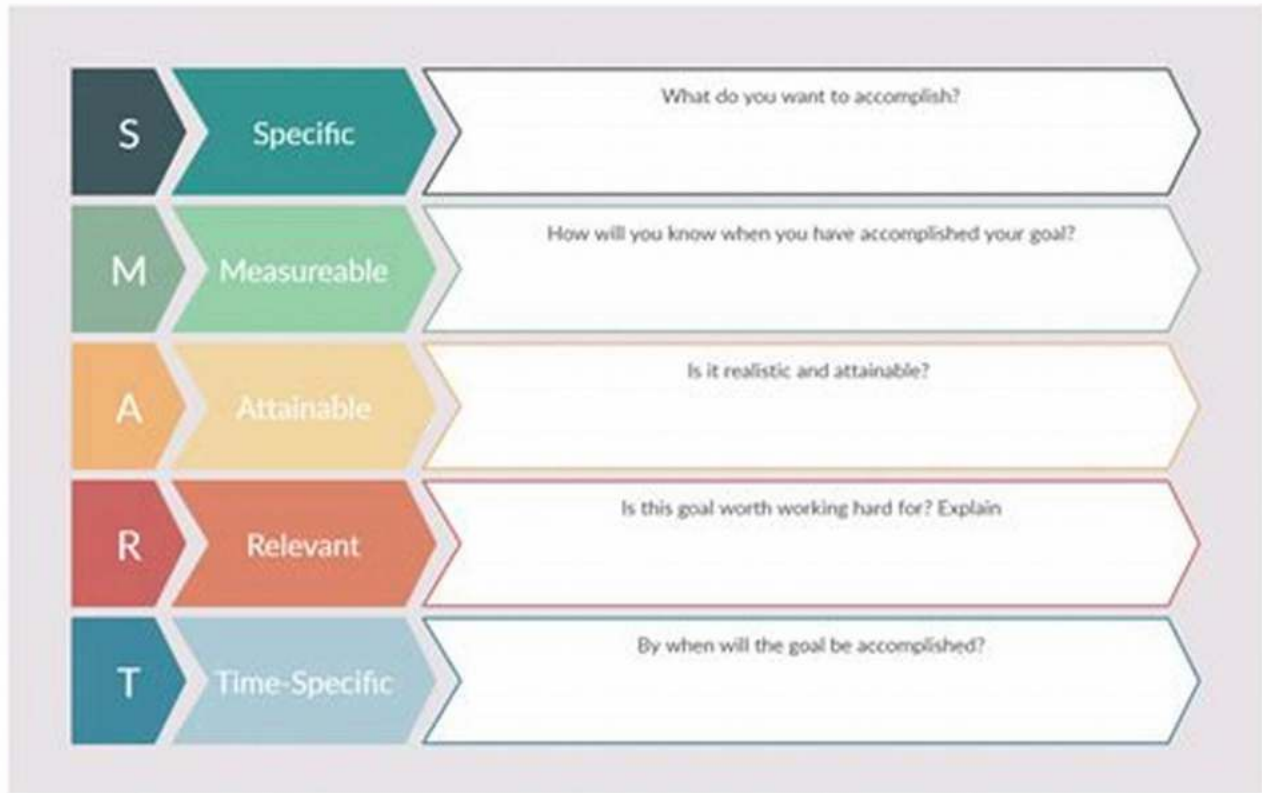 S
Specific
What do you want to accomplish?
M
Measureable
How will you know when you have accomplished your goal?
A
Attainable
Is it realistic and attainable?
R
Relevant
Is this goal worth working hard for? Explain
T
Time-Specific
By when will the goal be accomplished?